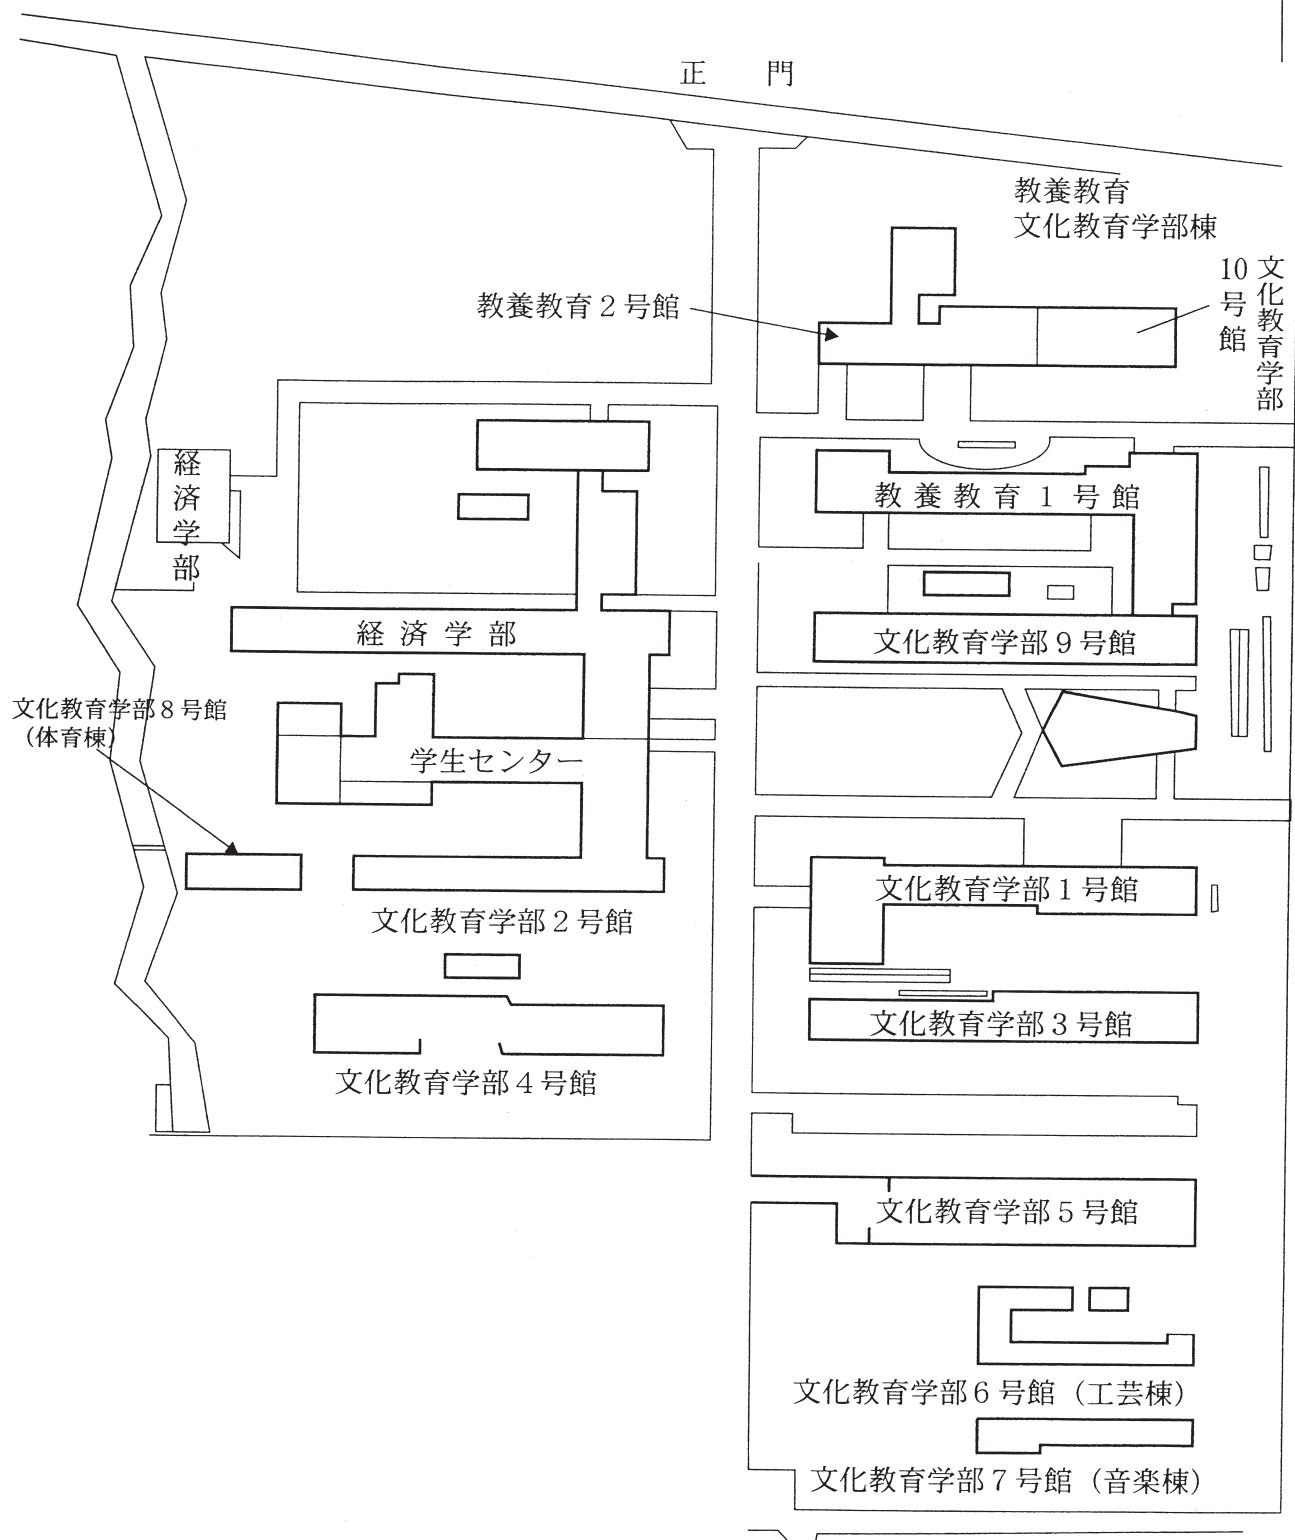 正　門
教養教育
文化教育学部棟
文化教育学部
10号館
教養教育２号館
経済学部
教養教育１号館
経済学部
文化教育学部９号館
文化教育学部８号館
（体育棟）
学生センター
文化教育学部１号館
文化教育学部２号館
文化教育学部３号館
文化教育学部４号館
文化教育学部５号館
文化教育学部６号館（工芸棟）
文化教育学部７号館（音楽棟）